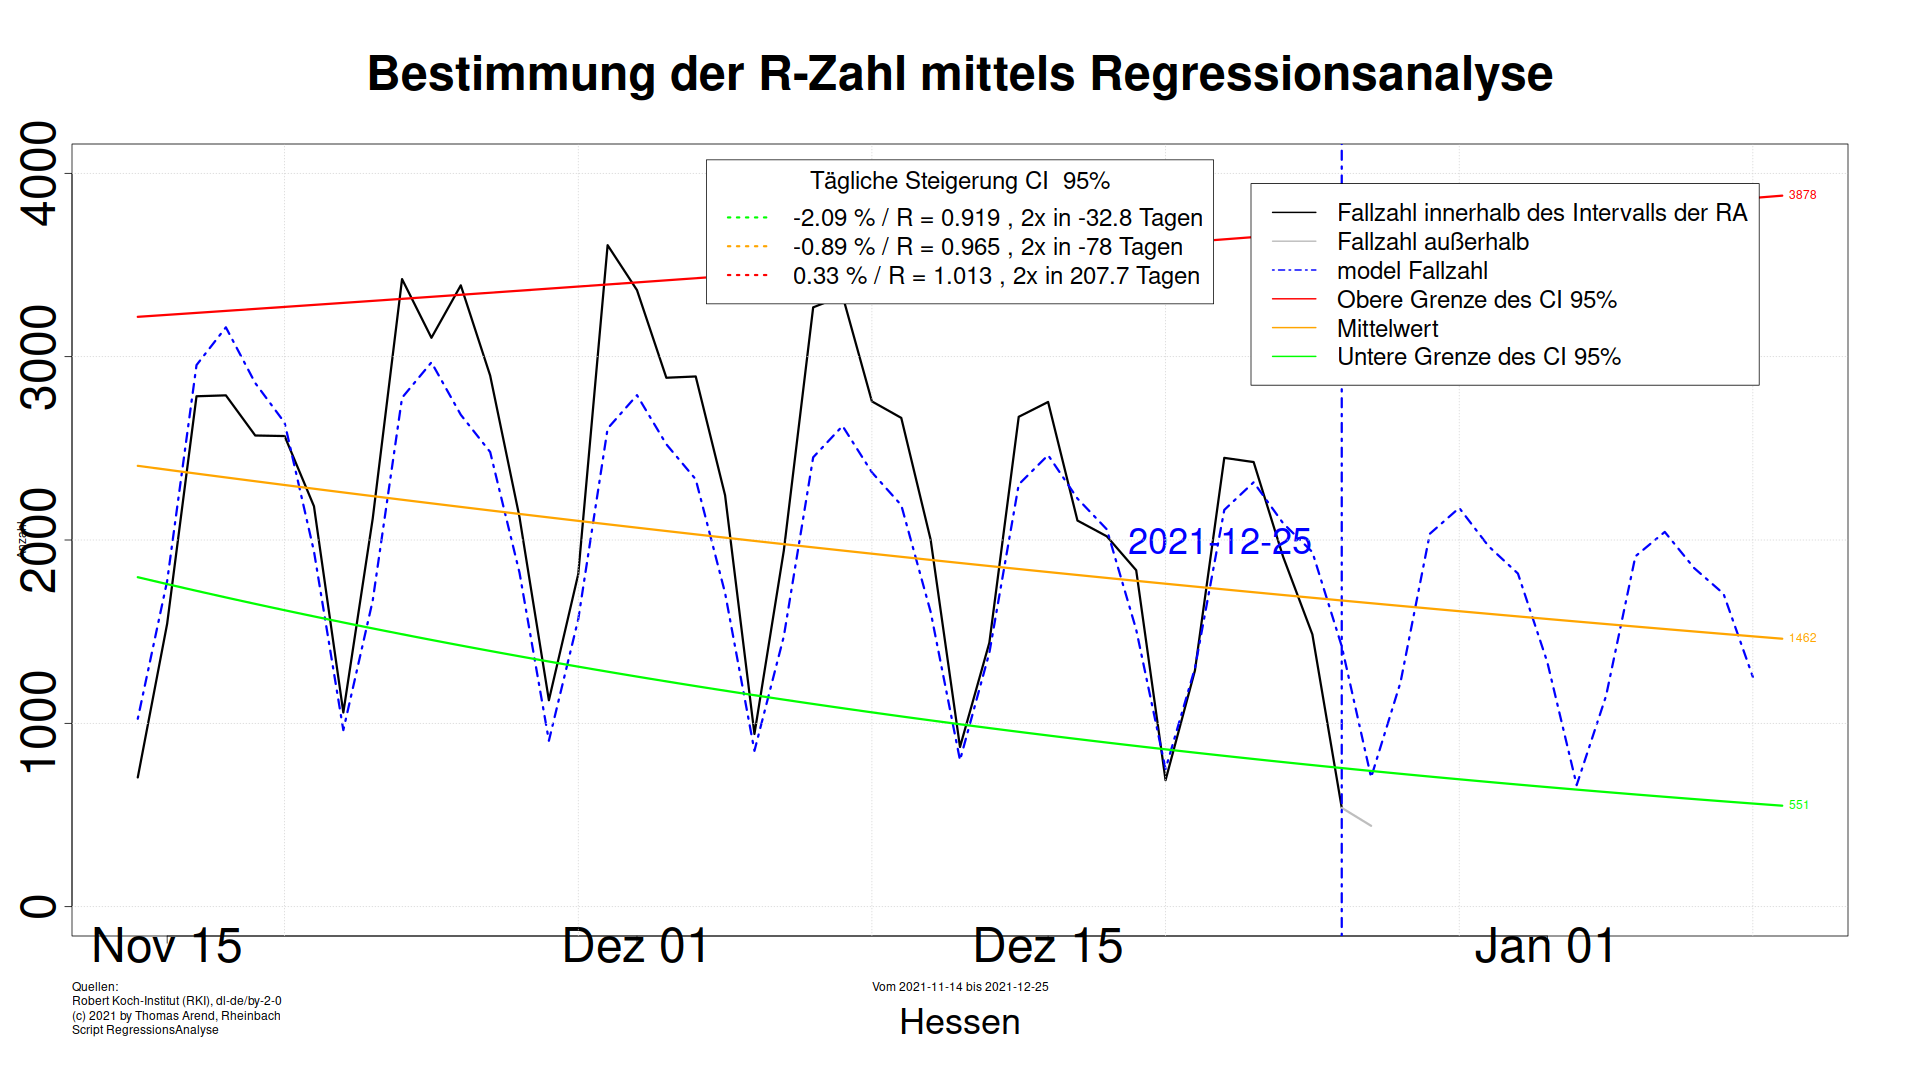 Bestimmung der R-Zahl mittels Regressionsanalyse
4000
3000
2000
1000
0
Anzahl
Tägliche Steigerung CI 95%
-2.09 % / R = 0.919 , 2x in -32.8 Tagen
-0.89 % / R = 0.965 , 2x in -78 Tagen
0.33 % / R = 1.013 , 2x in 207.7 Tagen
Fallzahl innerhalb des Intervalls der RA
Fallzahl außerhalb
model Fallzahl
Obere Grenze des CI 95%
Mittelwert
Untere Grenze des CI 95%
3878
2021-12-25
1462
551
Nov 15
Dez 01
Dez 15
Jan 01
Quellen:
Robert Koch-Institut (RKI), dl-de/by-2-0
(c) 2021 by Thomas Arend, Rheinbach
Script RegressionsAnalyse
Vom 2021-11-14 bis 2021-12-25
Hessen